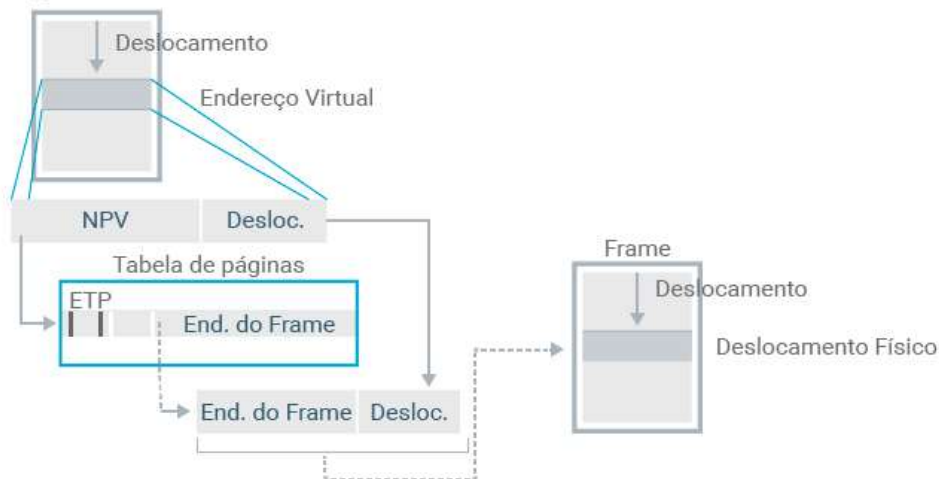 Deslocamento
Endereço Virtual
NPV
Desloc.
Tabela de páginas
ETP
End. do Frame
End. do Frame
Desloc.
Frame
Deslocamento
Deslocamento Físico